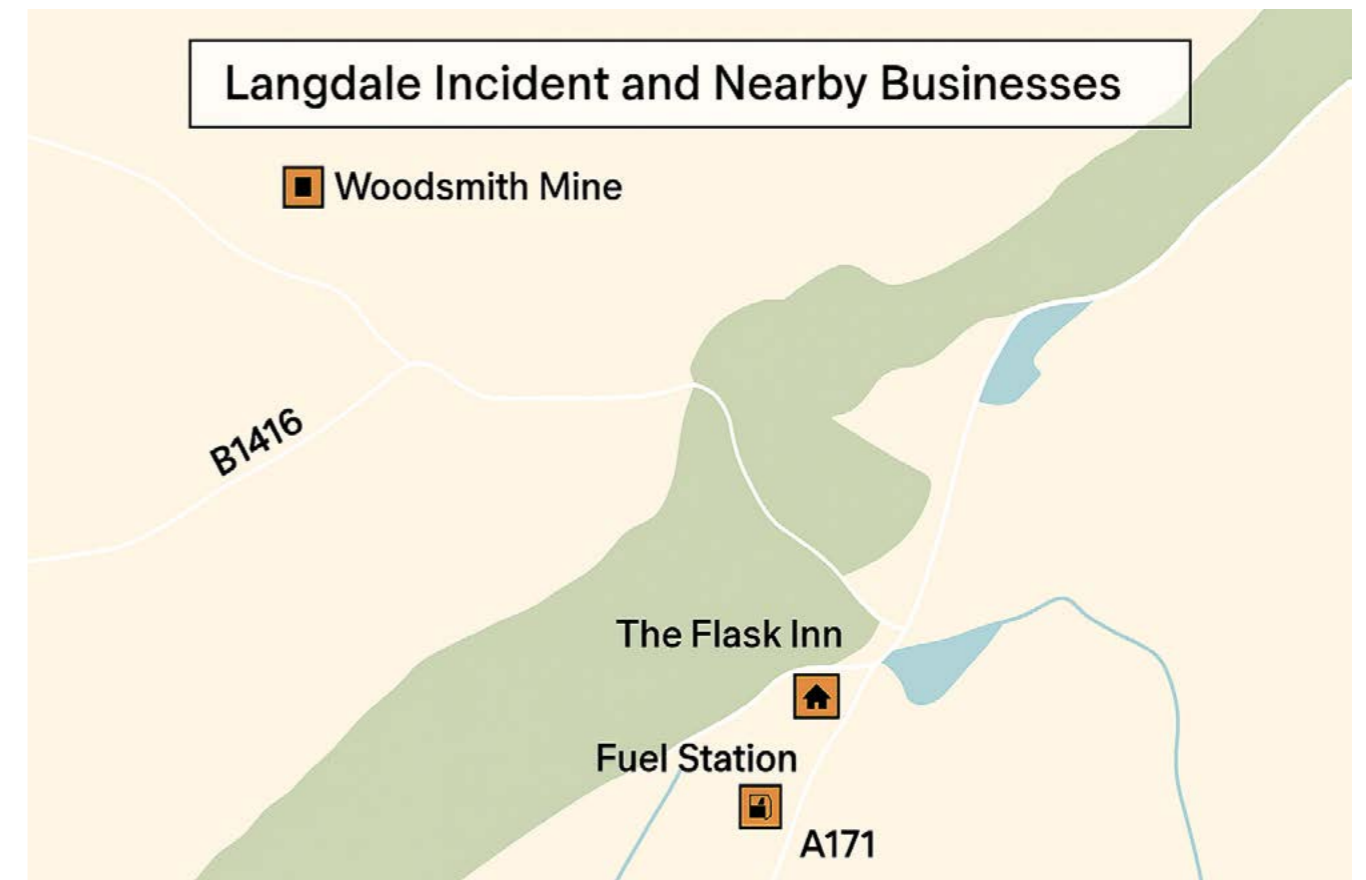 Langdale Incident and Nearby Businesses
Woodsmith Mine
B1416
The Flask Inn
Fuel Station
A171